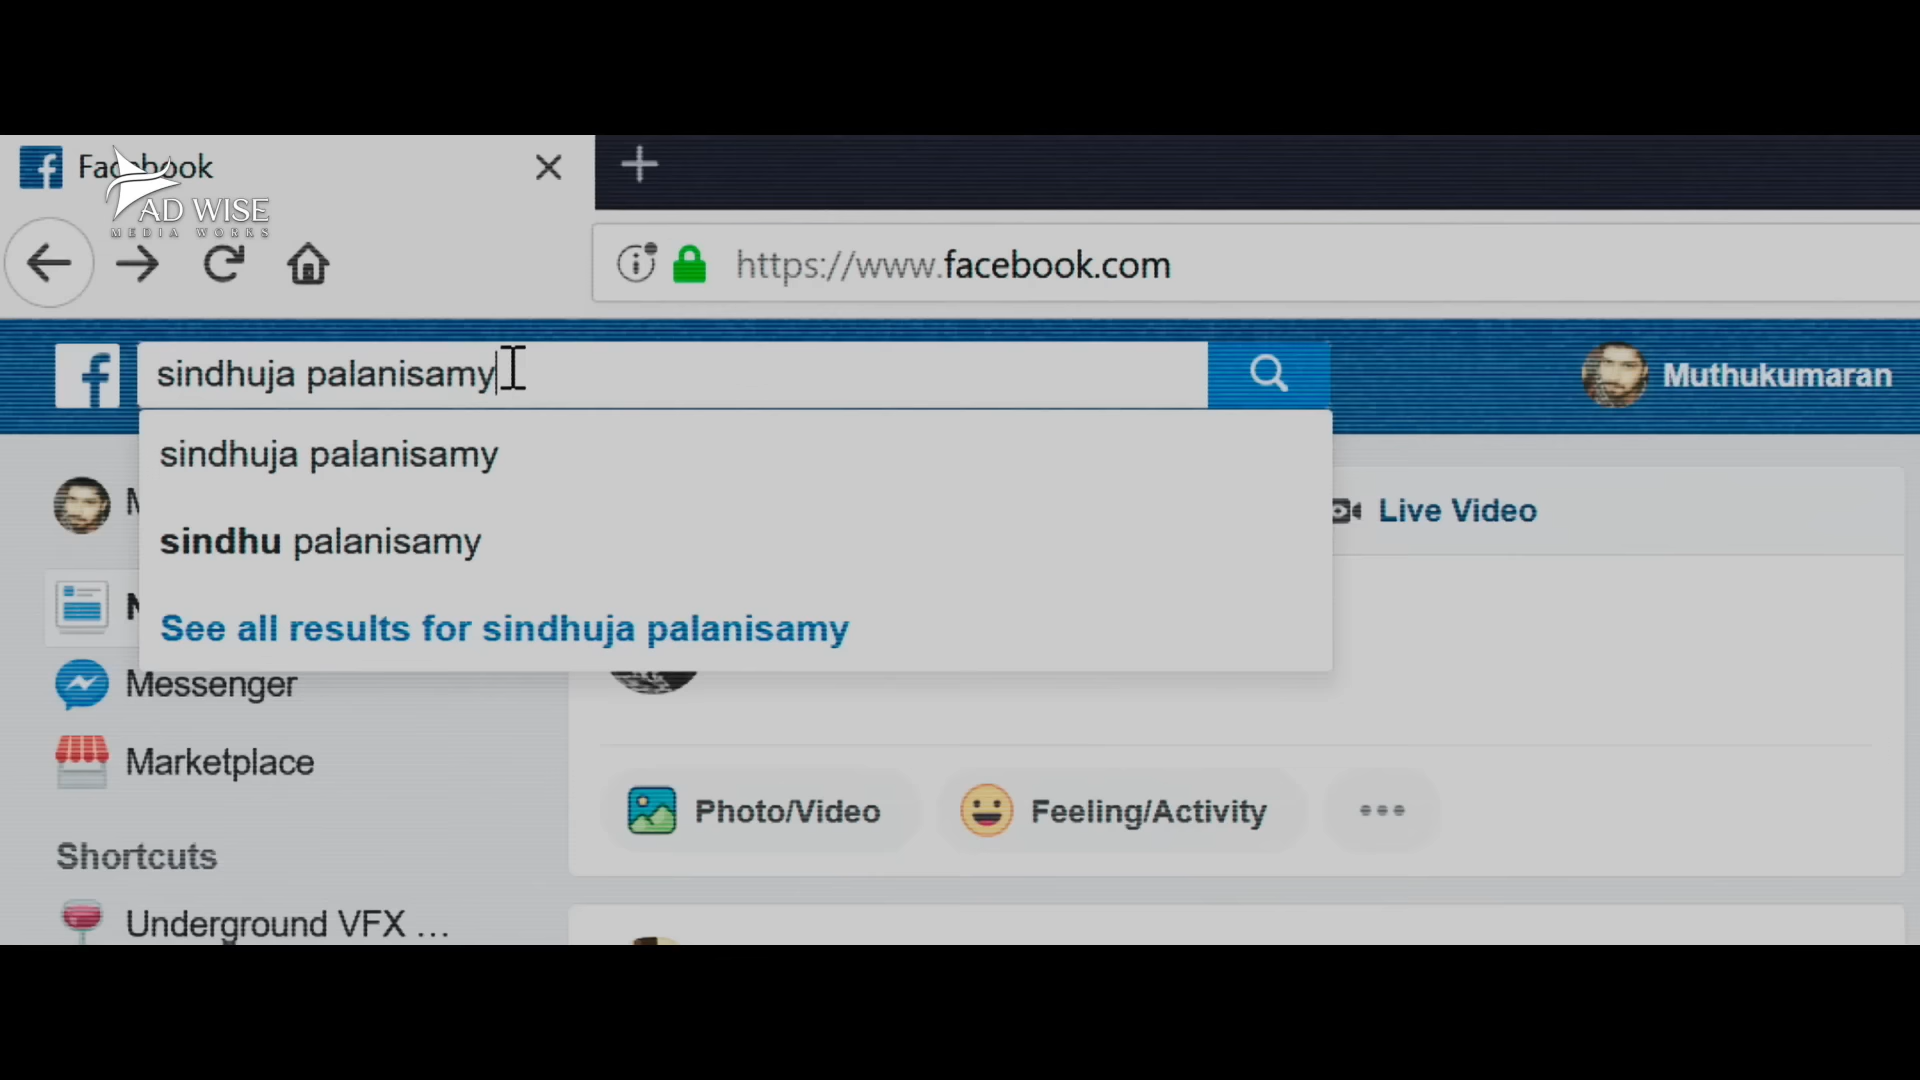 Facebook
AD WISE
MEDIA WORKS
https://www.facebook.com
sindhuja palanisamy
Muthukumaran
sindhuja palanisamy
sindhu palanisamy
See all results for sindhuja palanisamy
Live Video
Messenger
Marketplace
Photo/Video
Feeling/Activity
Shortcuts
Underground VFX ...